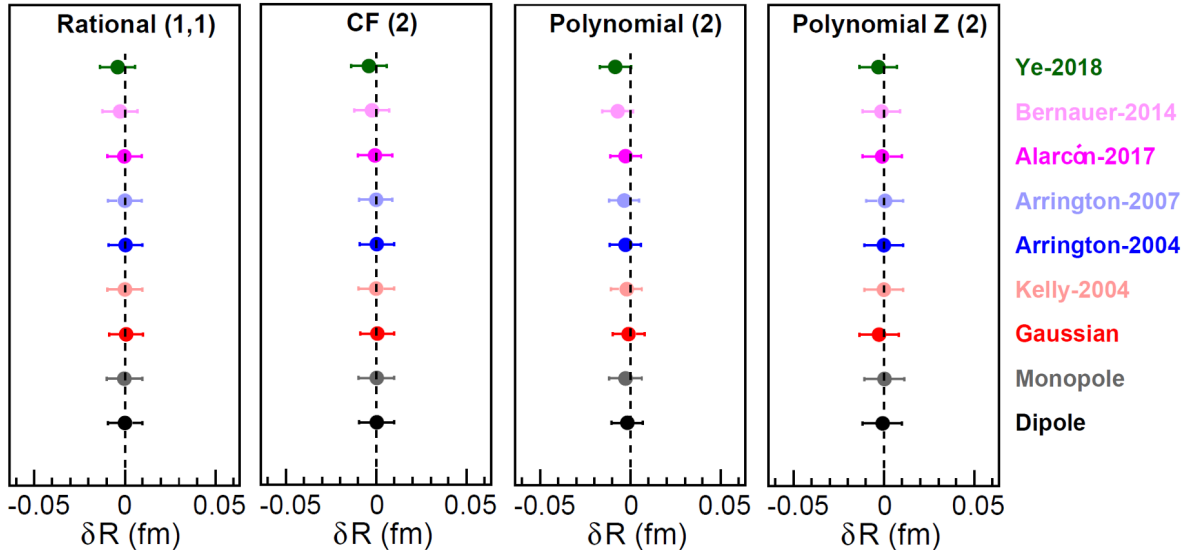 Rational (1,1)
CF (2)
Polynomial (2)
Polynomial Z (2)
Ye-2018
Bernauer-2014
Alarcón-2017
Arrington-2007
Arrington-2004
Kelly-2004
Gaussian
Monopole
Dipole
-0.05 0 0.05
-0.05 0 0.05
-0.05 0 0.05
-0.05 0 0.05
δR (fm)
δR (fm)
δR (fm)
δR (fm)